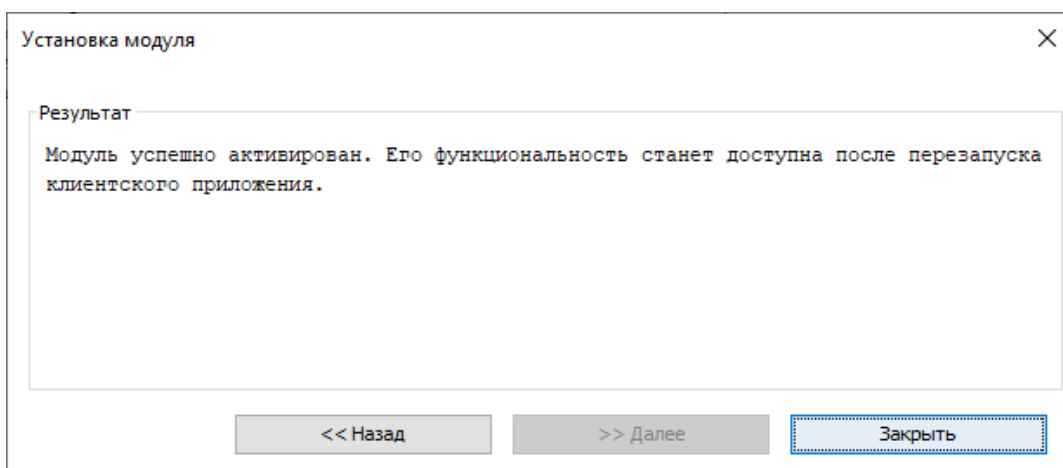 Установка модуля
Результат
Модуль успешно активирован. Его функциональность станет доступна после перезапуска
клиентского приложения.
<< Назад
>> Далее
Закрыть